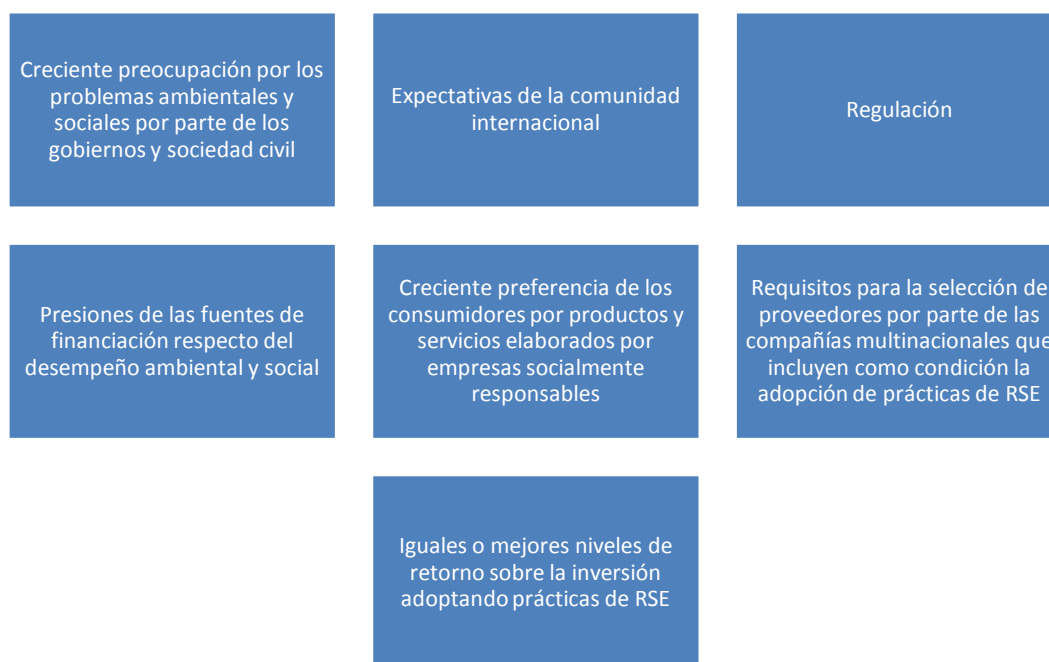 Creciente preocupación por los
problemas ambientales y
sociales por parte de los
gobiernos y sociedad civil
Expectativas de la comunidad
internacional
Regulación
Presiones de las fuentes de
financiación respecto del
desempeño ambiental y social
Creciente preferencia de los
consumidores por productos y
servicios elaborados por
empresas socialmente
responsables
Requisitos para la selección de
proveedores por parte de las
compañías multinacionales que
incluyen como condición la
adopción de prácticas de RSE
Iguales o mejores niveles de
retorno sobre la inversión
adoptando prácticas de RSE